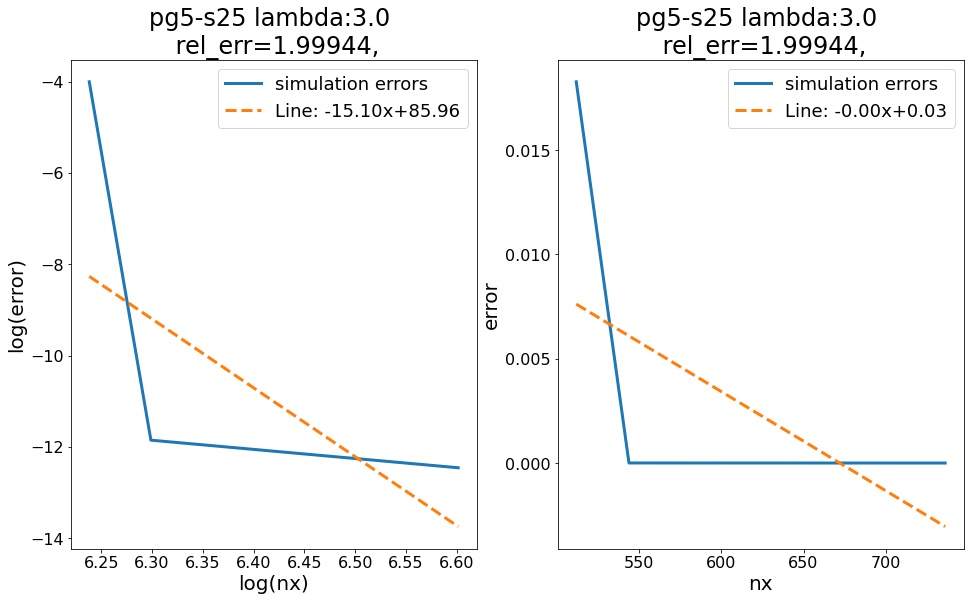 pg5-s25 lambda:3.0
rel_err=1.99944,
simulation errors
Line: -15.10x+85.96
log(error)
−4
−6
−8
−10
−12
−14
6.25 6.30 6.35 6.40 6.45 6.50 6.55 6.60
log(nx)
pg5-s25 lambda:3.0
rel_err=1.99944,
simulation errors
Line: -0.00x+0.03
error
0.015
0.010
0.005
0.000
550 600 650 700
nx